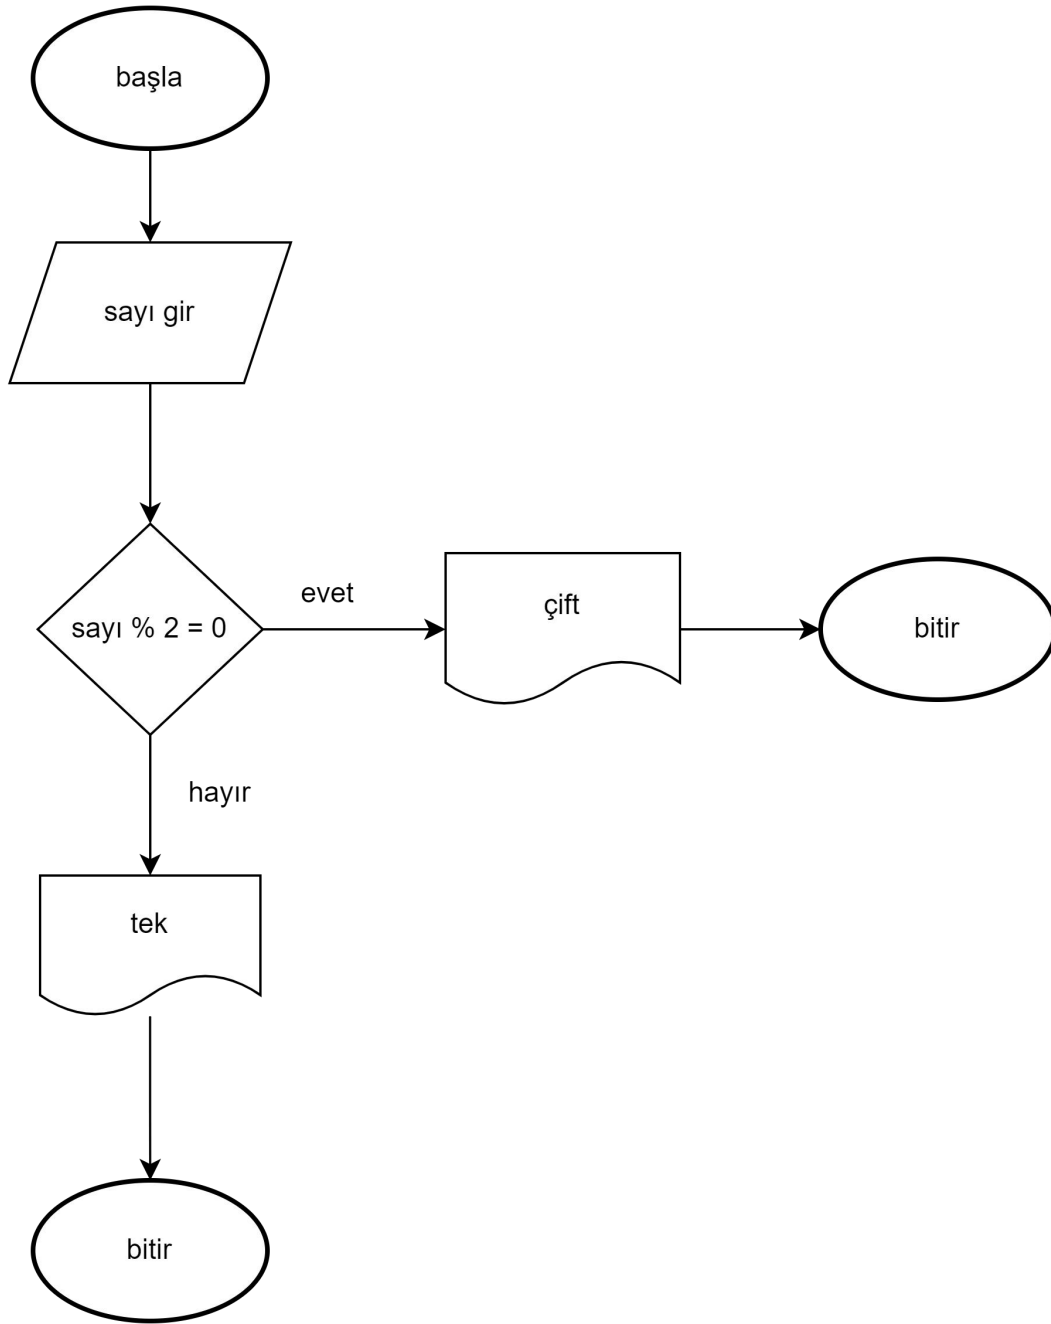 başla
sayı gir
sayı % 2 = 0
evet
çift
bitir
hayır
tek
bitir